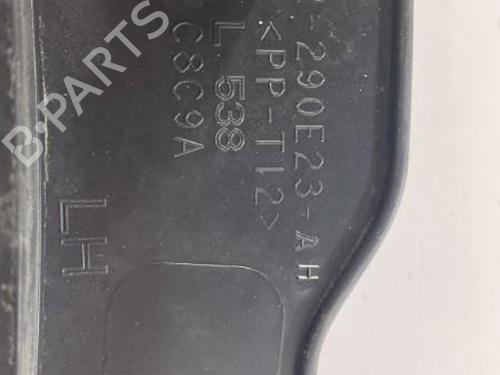 -290E23-AH
<PP-T12>
L 538
C8C9A
LH
B-PARTS